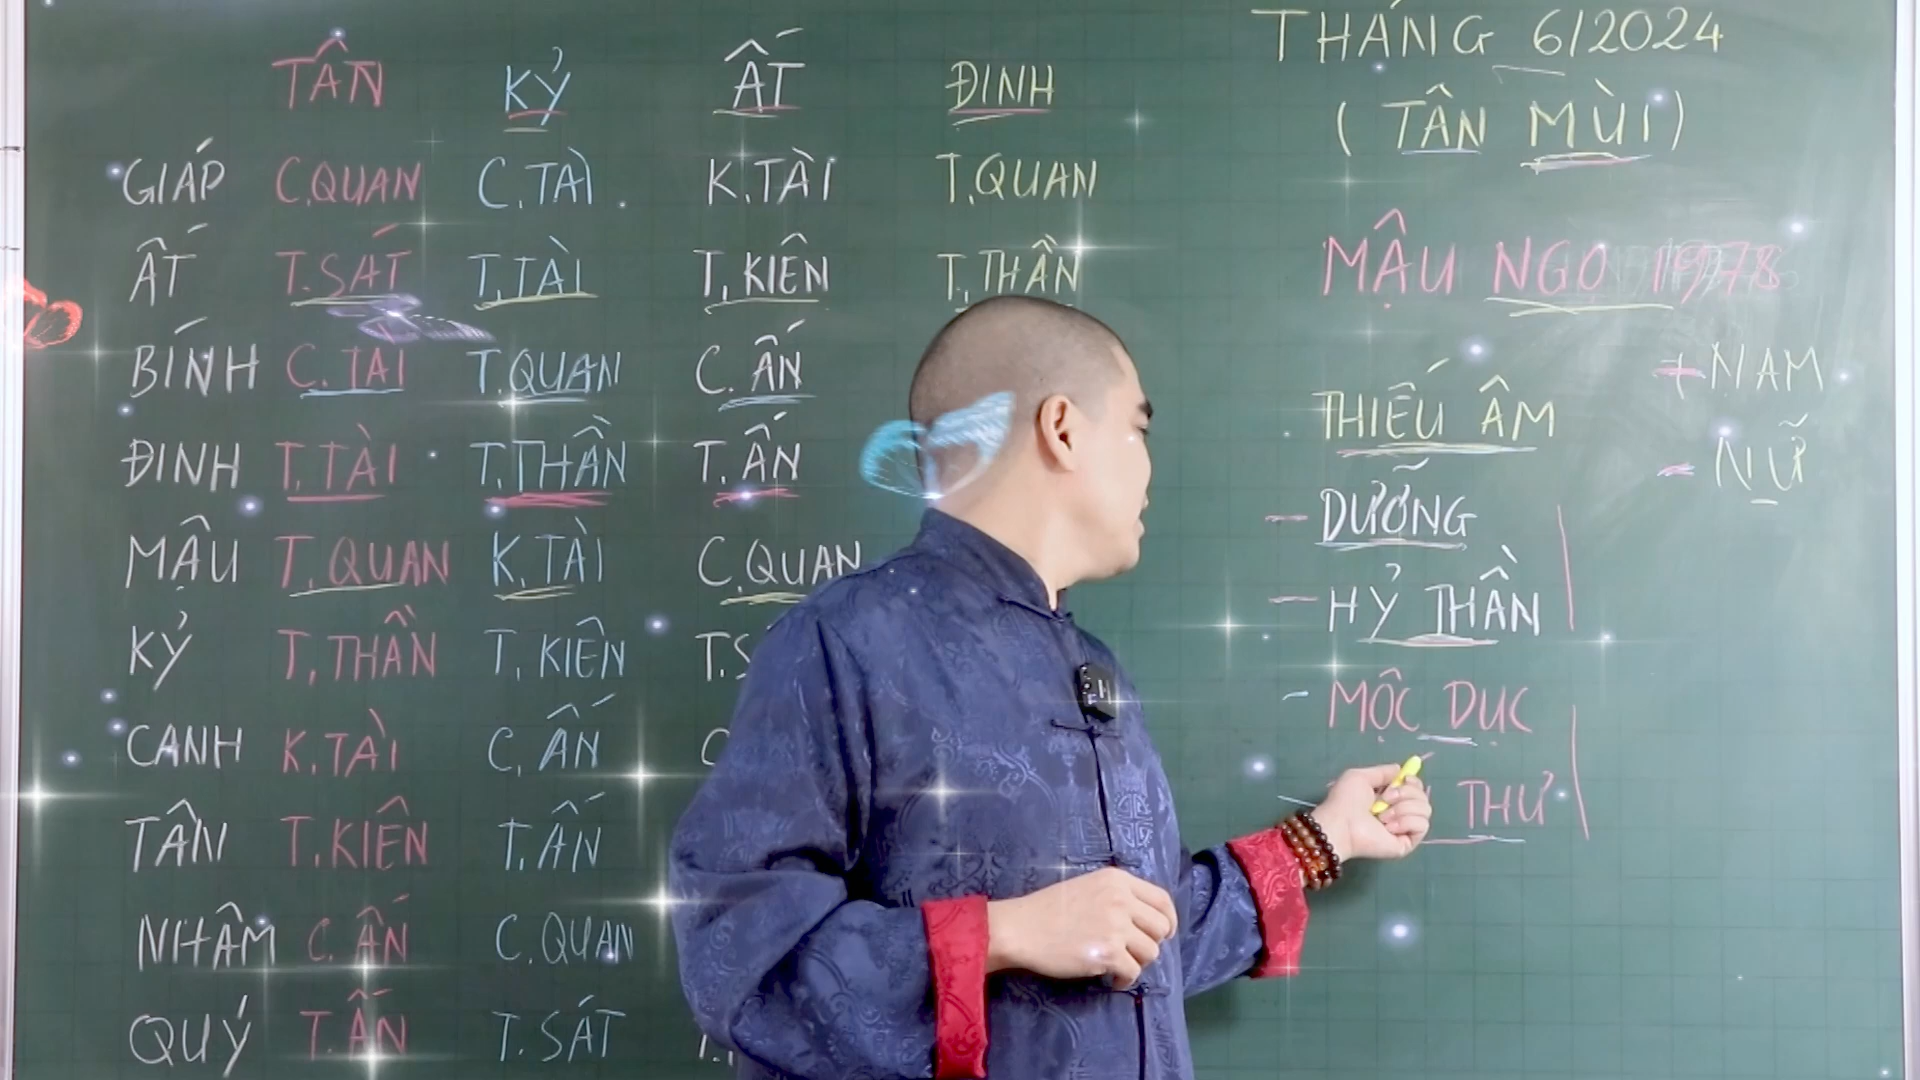 TÂN KỶ ẤT ĐINH
GIÁP C.QUAN C.TÀI K.TÀI T.QUAN
ẤT T.SÁT T.TÀI T.KIÊN T.THẦN
BÍNH C.TÀI T.QUAN C.ẤN
ĐINH T.TÀI T.THẦN T.ẤN
MẬU T.QUAN K.TÀI C.QUAN
KỶ T.THẦN T.KIÊN
CANH K.TÀI C.ẤN
TÂN T.KIÊN T.ẤN
NHÂM C.ẤN C.QUAN
QUÝ T.ẤN T.SÁT
THÁNG 6/2024
(TÂN MÙI)
MẬU NGỌ 1978
+ NAM
THIẾU ÂM
- NỮ
- DƯỠNG
- HỶ THẦN
- MỘC DỤC
THƯ